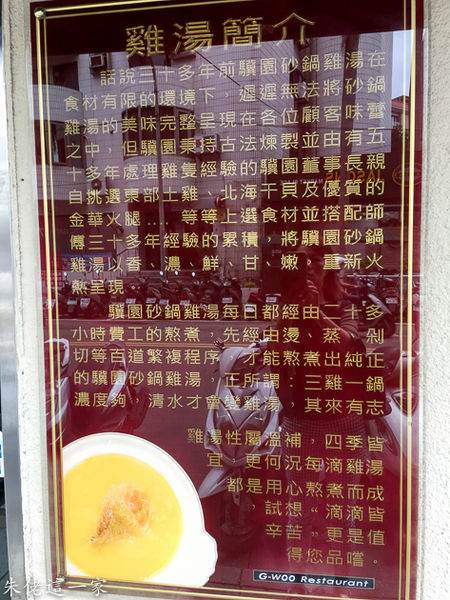 雞湯簡介
話說三十多年前驥園砂鍋雞湯在
食材有限的環境下，遲遲無法將砂鍋
雞湯的美味完整呈現在各位顧客味蕾
之中，但驥園秉持古法煉製並由有五
十多年處理雞隻經驗的驥園董事長親
自挑選東部土雞、北海干貝及優質的
金華火腿 等等上選食材並搭配師
傅三十多年經驗的累積，將驥園砂鍋
雞湯以香、濃、鮮、甘、嫩，重新火
熬呈現
驥園砂鍋雞湯每日都經由二十多
小時費工的熬煮，先經由燙、蒸、剁
切等百道繁複程序，才能熬煮出純正
的驥園砂鍋雞湯，正所謂：三雞一鍋
濃度夠，清水才會變雞湯 其來有志
雞湯性屬溫補，四季皆
宜，更何況每滴雞湯
都是用心熬煮而成
，試想“滴滴皆
辛苦”更是值
得您品嚐。
G-WOO Restaurant
朱佬這一家